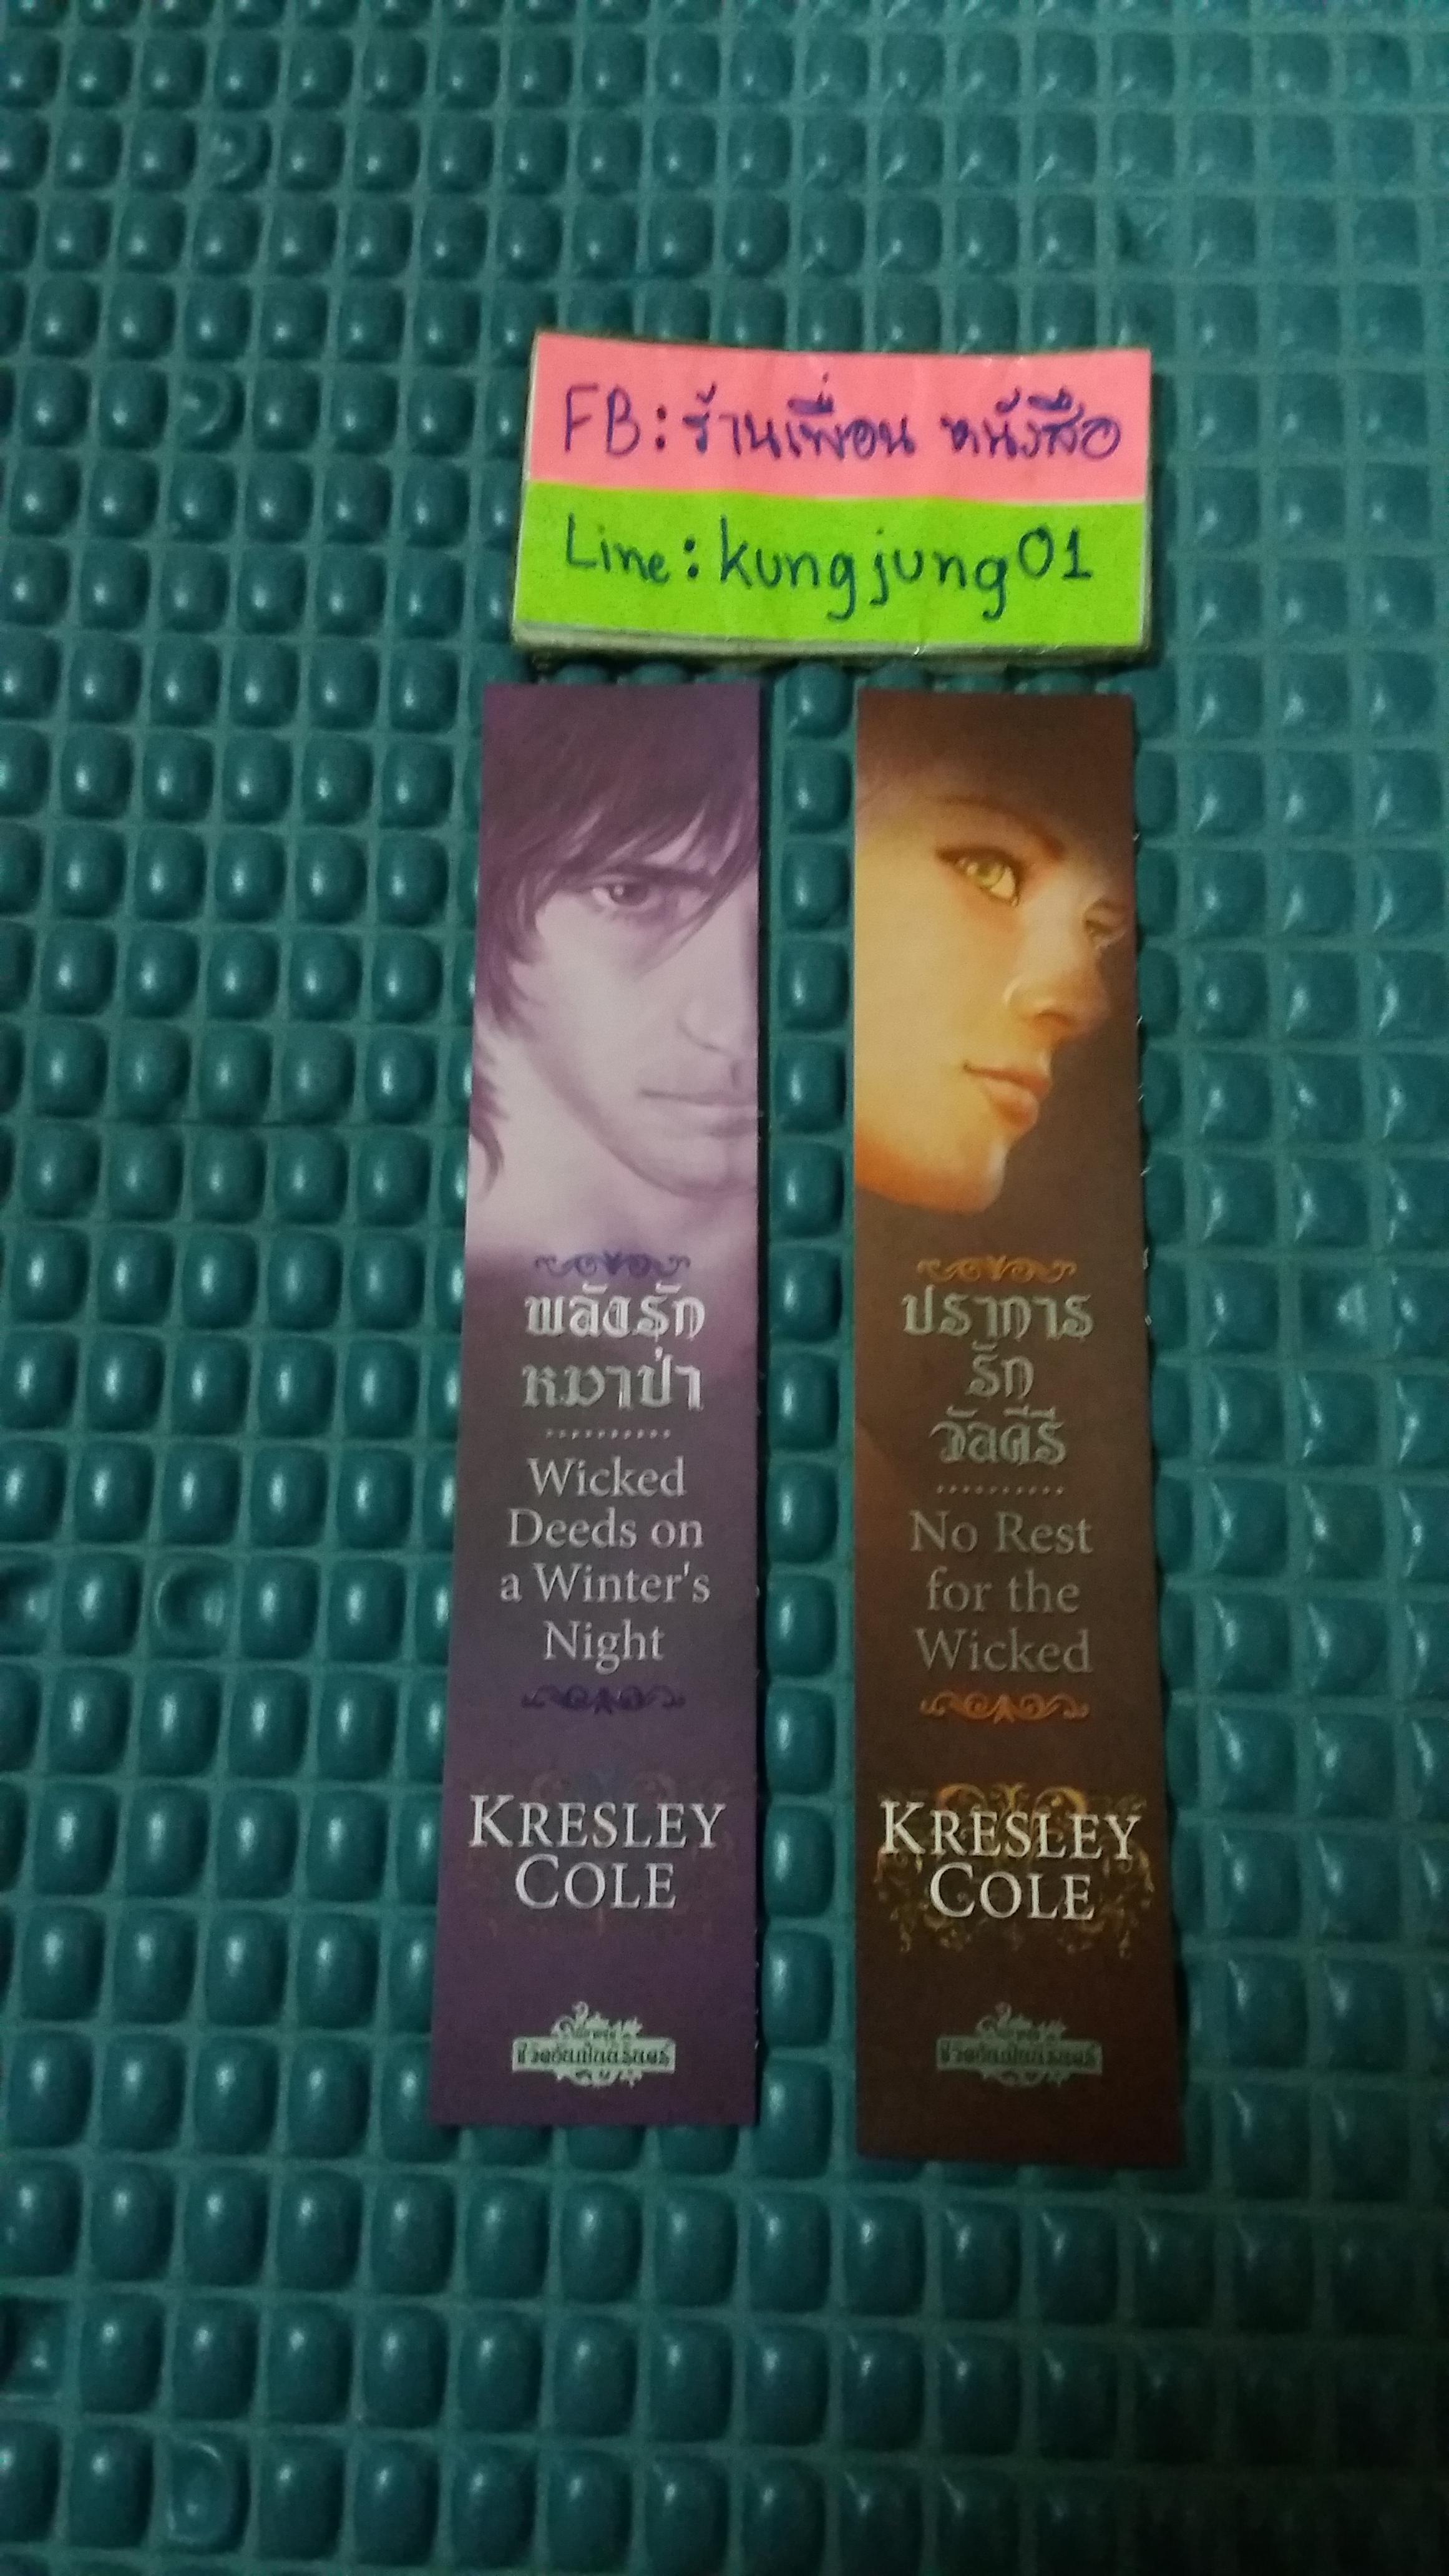 FB: ร้านเพื่อน หนังสือ
Line: kungjung01
พลังรัก
หมาป่า
Wicked
Deeds on
a Winter's
Night
KRESLEY
COLE
ปราการ
รัก
วัลคีรี
No Rest
for the
Wicked
KRESLEY
COLE